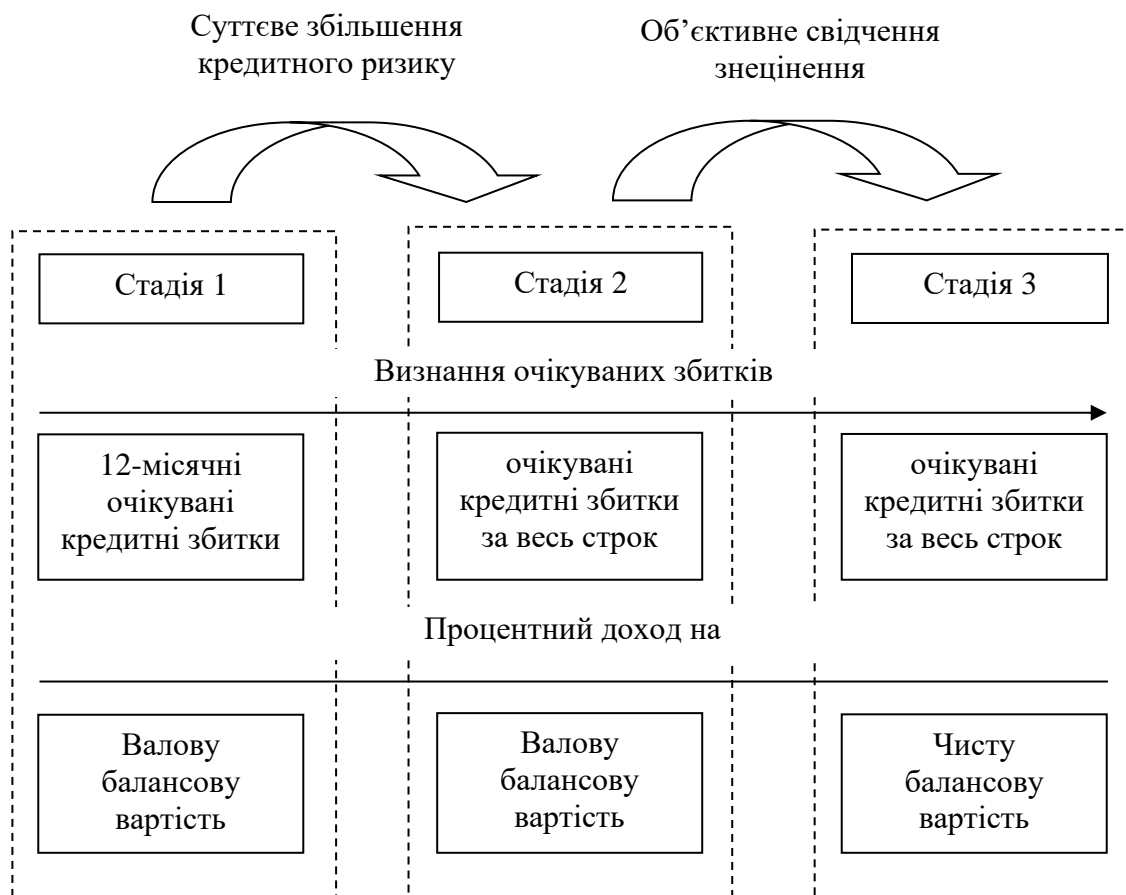 Суттєве збільшення
кредитного ризику
Об’єктивне свідчення
знецінення
Стадія 1
Стадія 2
Стадія 3
Визнання очікуваних збитків
12-місячні
очікувані
кредитні збитки
очікувані
кредитні збитки
за весь строк
очікувані
кредитні збитки
за весь строк
Процентний доход на
Валову
балансову
вартість
Валову
балансову
вартість
Чисту
балансову
вартість